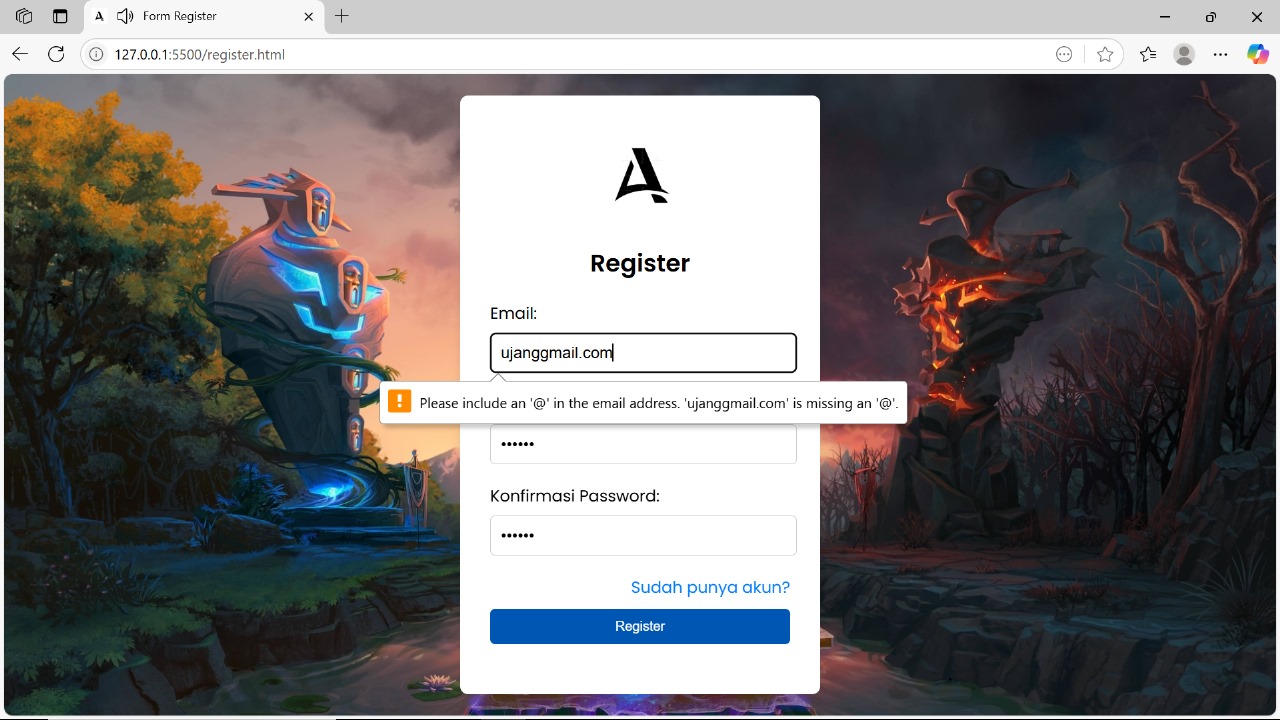 Form Register
127.0.0.1:5500/register.html
Register
Email:
ujanggmail.com
Please include an '@' in the email address. 'ujanggmail.com' is missing an '@'.
••••••
Konfirmasi Password:
••••••
Sudah punya akun?
Register